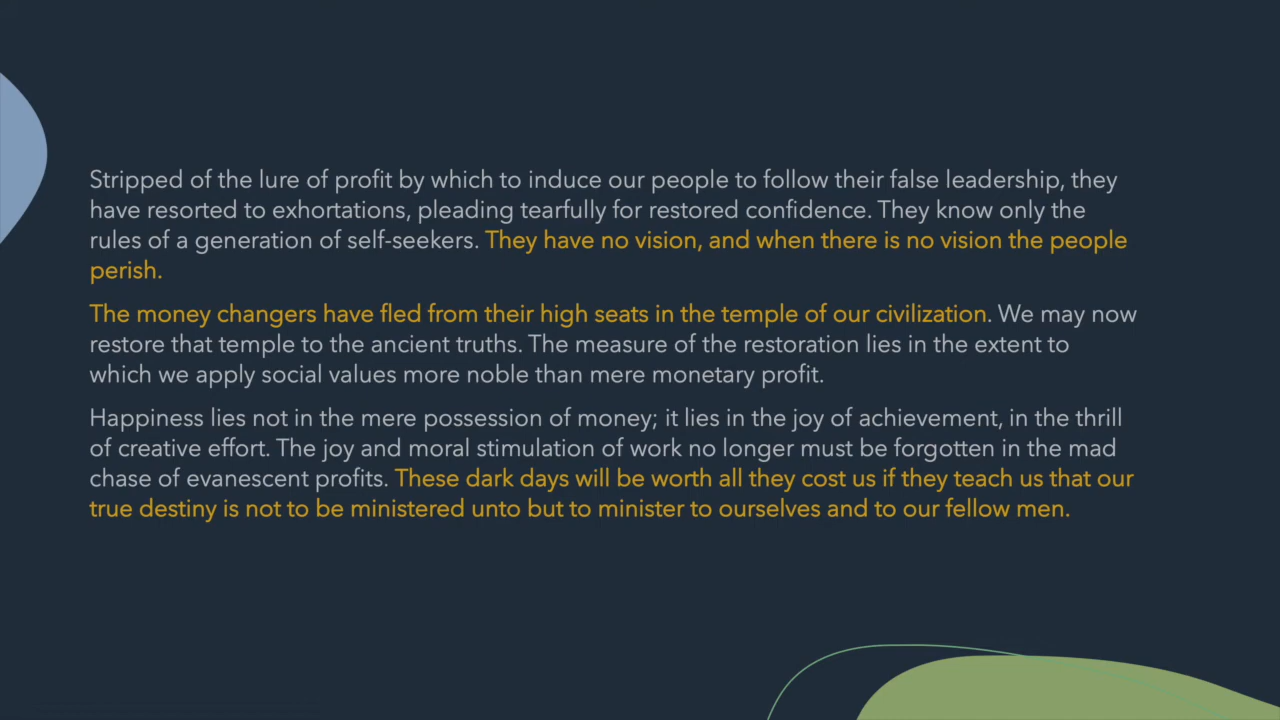 Stripped of the lure of profit by which to induce our people to follow their false leadership, they
have resorted to exhortations, pleading tearfully for restored confidence. They know only the
rules of a generation of self-seekers. They have no vision, and when there is no vision the people
perish.
The money changers have fled from their high seats in the temple of our civilization. We may now
restore that temple to the ancient truths. The measure of the restoration lies in the extent to
which we apply social values more noble than mere monetary profit.
Happiness lies not in the mere possession of money; it lies in the joy of achievement, in the thrill
of creative effort. The joy and moral stimulation of work no longer must be forgotten in the mad
chase of evanescent profits. These dark days will be worth all they cost us if they teach us that our
true destiny is not to be ministered unto but to minister to ourselves and to our fellow men.